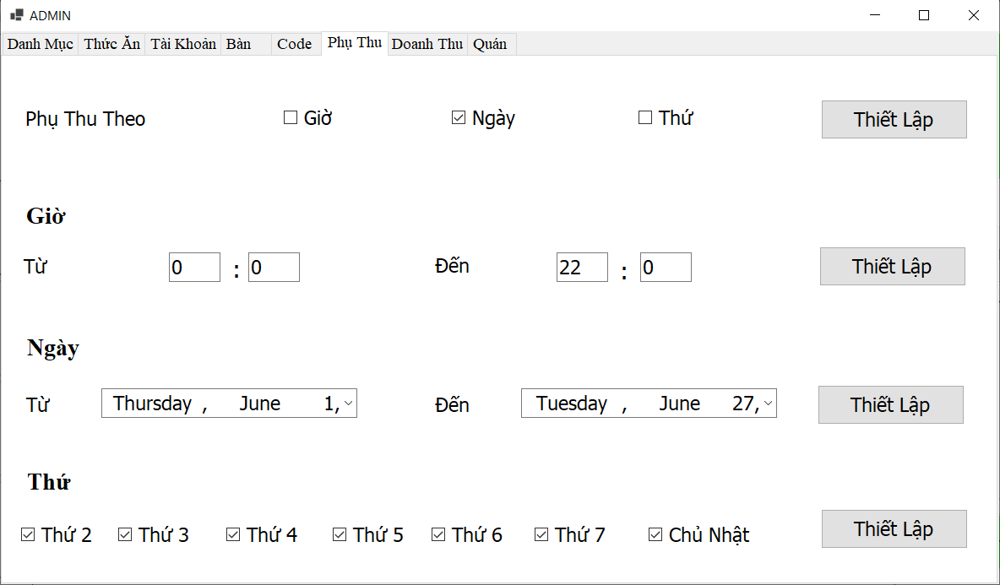 ADMIN
Danh Mục Thức Ăn Tài Khoản Bàn Code Phụ Thu Doanh Thu Quán
Phụ Thu Theo Giờ Ngày Thứ Thiết Lập
Giờ
Từ 0 : 0 Đến 22 : 0 Thiết Lập
Ngày
Từ Thursday , June 1, Đến Tuesday , June 27, Thiết Lập
Thứ
Thứ 2 Thứ 3 Thứ 4 Thứ 5 Thứ 6 Thứ 7 Chủ Nhật Thiết Lập